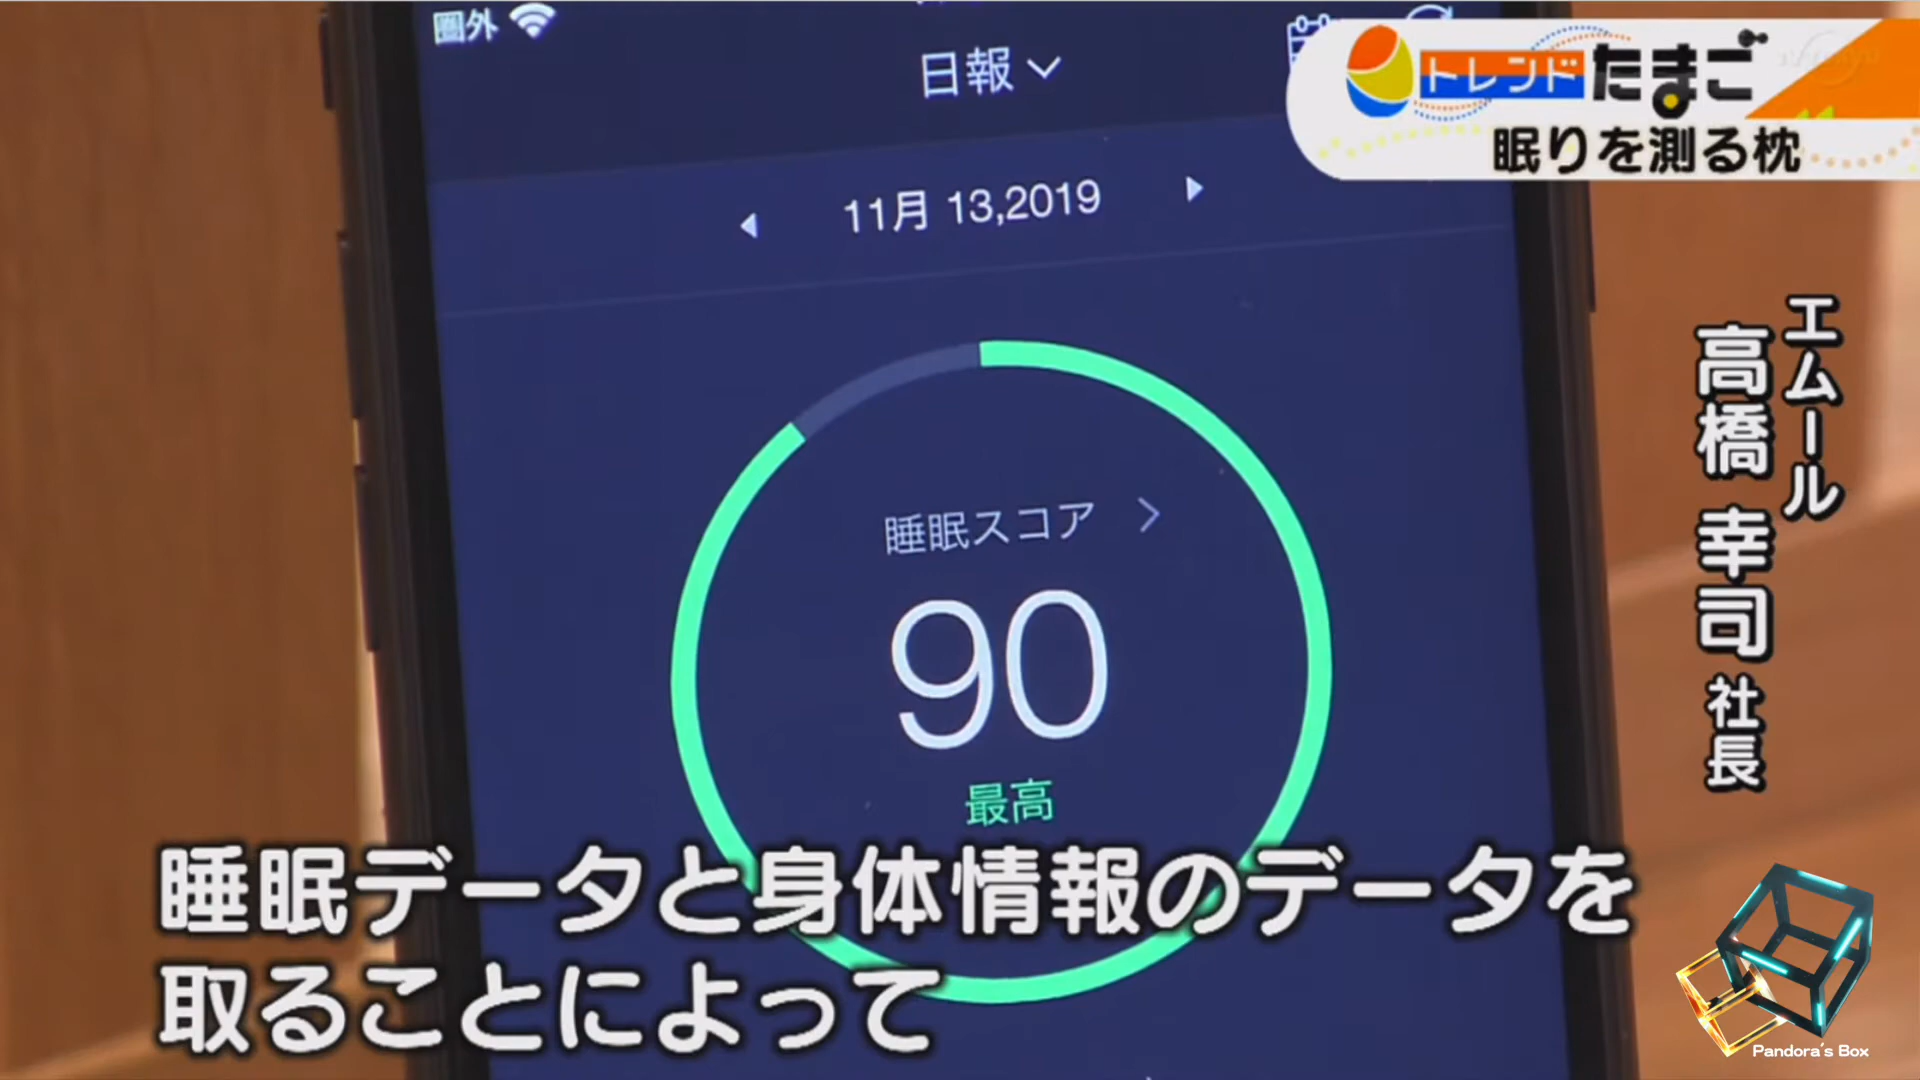 圏外
日報
トレンドたまご
眠りを測る枕
11月 13,2019
エムール
高橋 幸司 社長
睡眠スコア
90
最高
睡眠データと身体情報のデータを
取ることによって
Pandora's Box